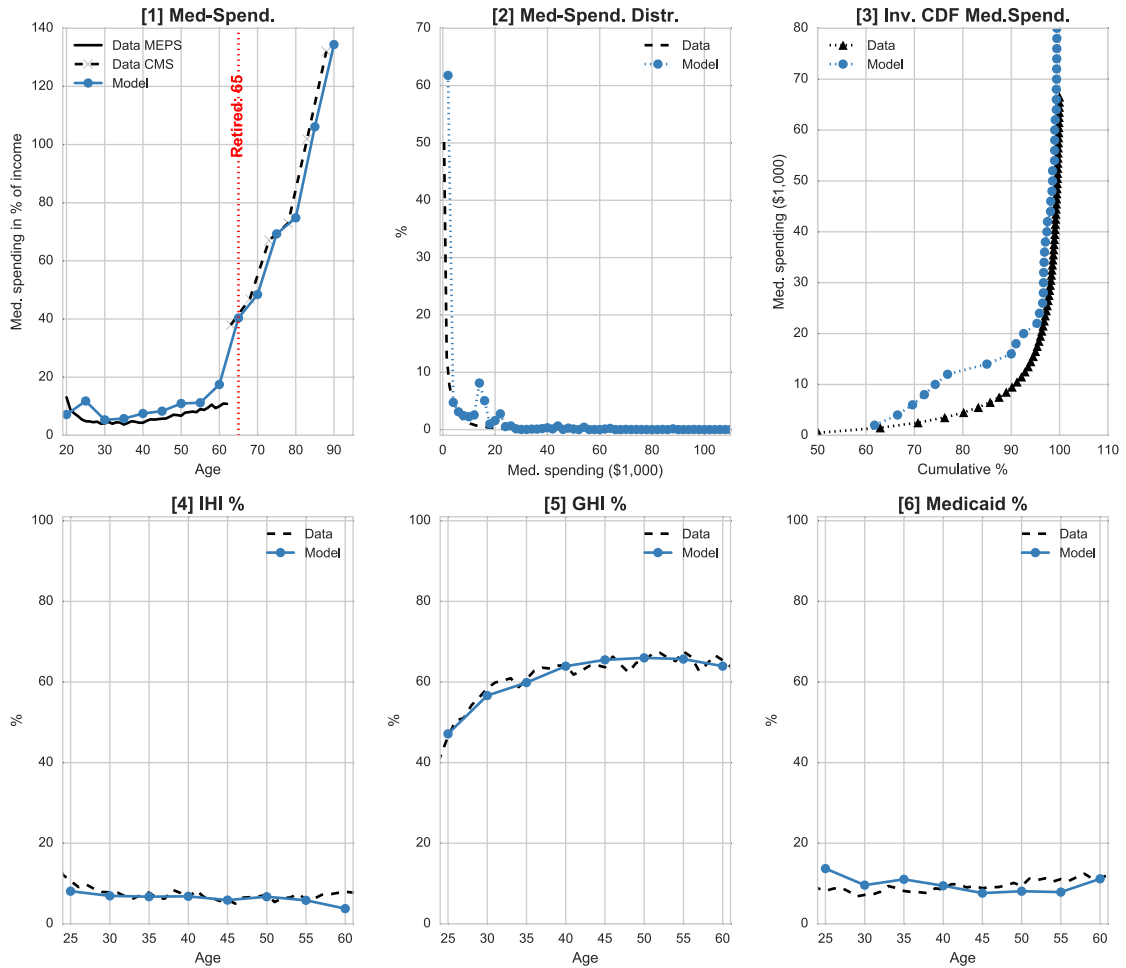 [1] Med-Spend.
Med. spending in % of income
140
120
100
80
60
40
20
0
Data MEPS
Data CMS
Model
Retired: 65
20 30 40 50 60 70 80 90
Age
[2] Med-Spend. Distr.
%
70
60
50
40
30
20
10
0
Data
Model
0 20 40 60 80 100
Med. spending ($1,000)
[3] Inv. CDF Med.Spend.
Med. spending ($1,000)
80
70
60
50
40
30
20
10
0
Data
Model
50 60 70 80 90 100 110
Cumulative %
[4] IHI %
%
100
80
60
40
20
0
Data
Model
25 30 35 40 45 50 55 60
Age
[5] GHI %
%
100
80
60
40
20
0
Data
Model
25 30 35 40 45 50 55 60
Age
[6] Medicaid %
%
100
80
60
40
20
0
Data
Model
25 30 35 40 45 50 55 60
Age